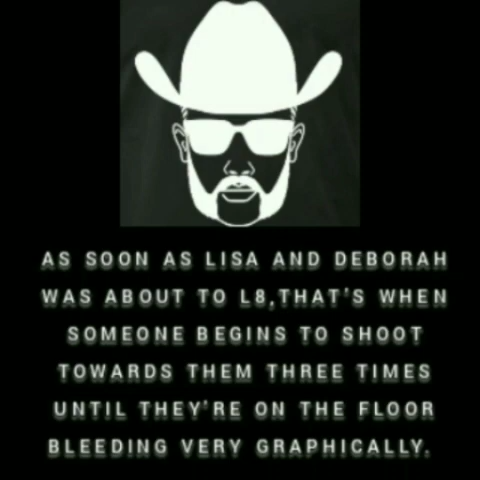 AS SOON AS LISA AND DEBORAH
WAS ABOUT TO L8,THAT'S WHEN
SOMEONE BEGINS TO SHOOT
TOWARDS THEM THREE TIMES
UNTIL THEY'RE ON THE FLOOR
BLEEDING VERY GRAPHICALLY.